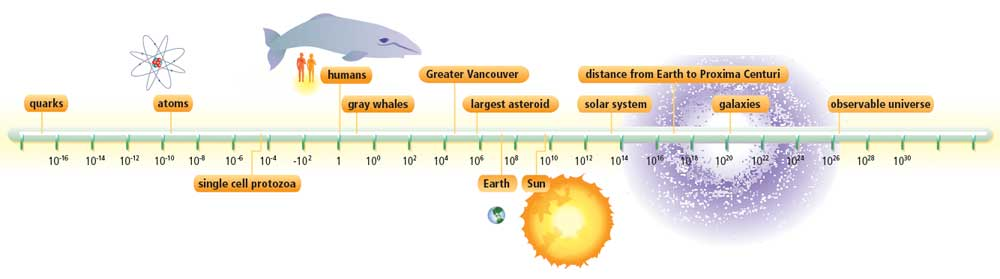 humans
Greater Vancouver
distance from Earth to Proxima Centuri
quarks
atoms
gray whales
largest asteroid
solar system
galaxies
observable universe
10-16 10-14 10-12 10-10 10-8 10-6 10-4 -102 1 100 102 104 106 108 1010 1012 1014 1016 1018 1020 1022 1024 1026 1028 1030
single cell protozoa
Earth
Sun